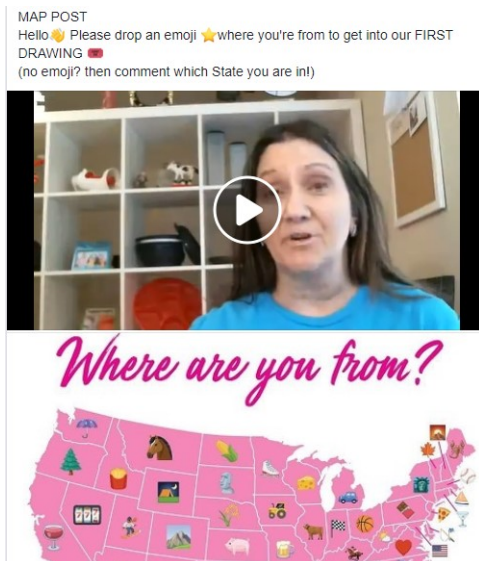 MAP POST
Hello👋 Please drop an emoji ⭐where you're from to get into our FIRST
DRAWING 🎟️
(no emoji? then comment which State you are in!)
Where are you from?